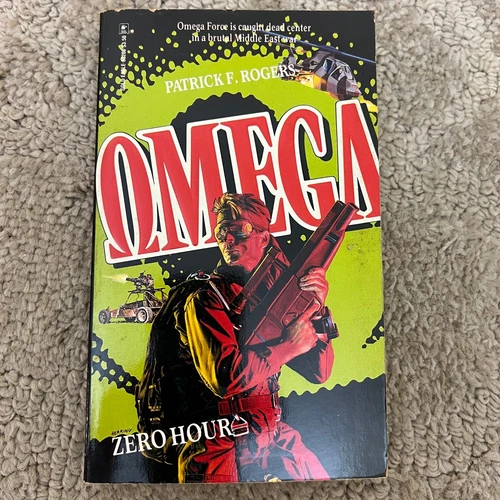 Omega Force is caught dead center
in a brutal Middle East war
PATRICK F. ROGERS
OMEGA
ZERO HOUR